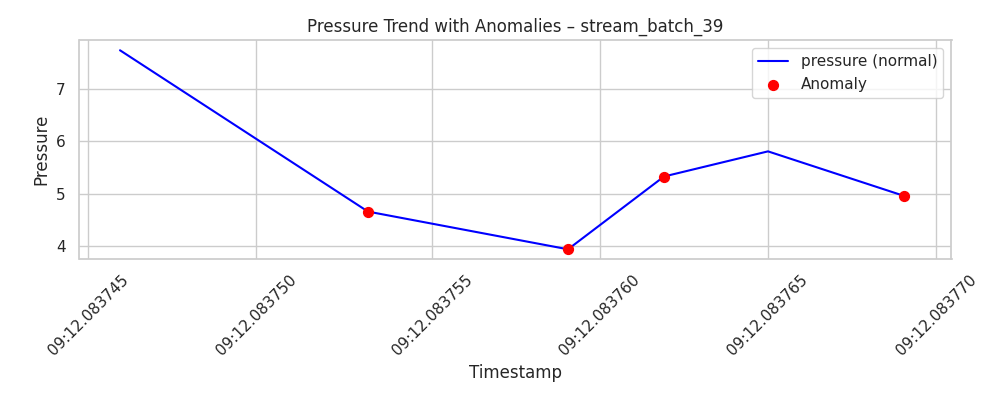 Pressure Trend with Anomalies – stream_batch_39
pressure (normal)
Anomaly
Pressure
7
6
5
4
09:12.083745
09:12.083750
09:12.083755
09:12.083760
09:12.083765
09:12.083770
Timestamp